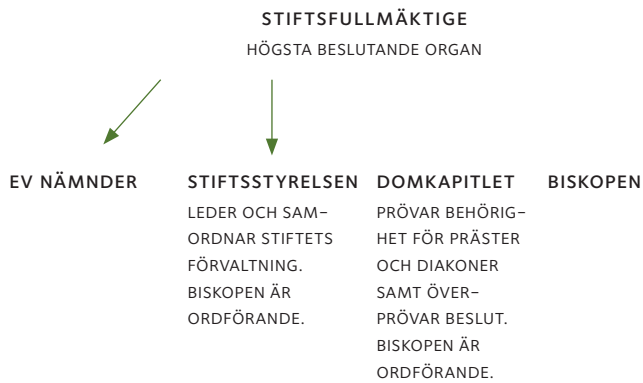 STIFTSFULLMÄKTIGE
HÖGSTA BESLUTANDE ORGAN
EV NÄMNDER
STIFTSSTYRELSEN
LEDER OCH SAM-
ORDNAR STIFTETS
FÖRVALTNING.
BISKOPEN ÄR
ORDFÖRANDE.
DOMKAPITLET
PRÖVAR BEHÖRIG-
HET FÖR PRÄSTER
OCH DIAKONER
SAMT ÖVER-
PRÖVAR BESLUT.
BISKOPEN ÄR
ORDFÖRANDE.
BISKOPEN